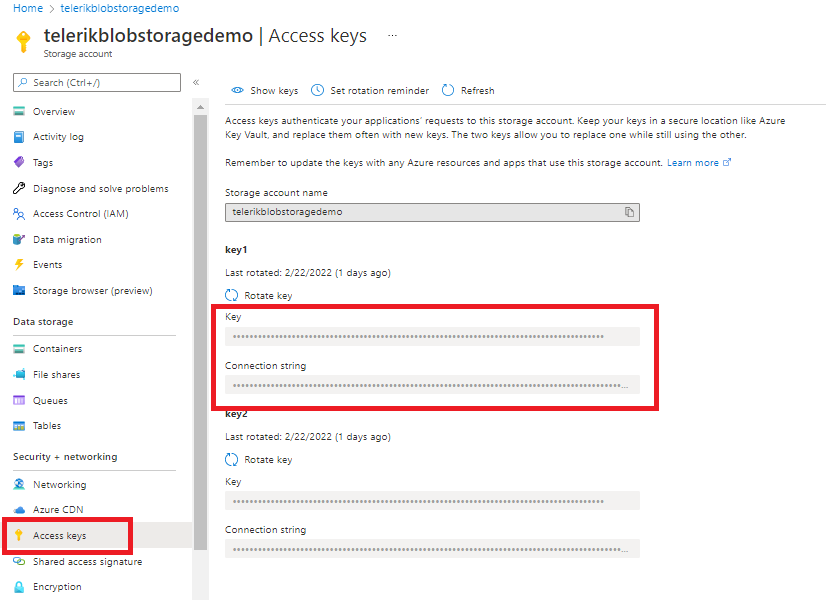 Home > telerikblobstoragedemo
telerikblobstoragedemo | Access keys ...
Storage account
Search (Ctrl+/)
«
Overview
Activity log
Tags
Diagnose and solve problems
Access Control (IAM)
Data migration
Events
Storage browser (preview)
Data storage
Containers
File shares
Queues
Tables
Security + networking
Networking
Azure CDN
Access keys
Shared access signature
Encryption
Show keys Set rotation reminder Refresh
Access keys authenticate your applications' requests to this storage account. Keep your keys in a secure location like Azure
Key Vault, and replace them often with new keys. The two keys allow you to replace one while still using the other.
Remember to update the keys with any Azure resources and apps that use this storage account. Learn more
Storage account name
telerikblobstoragedemo
key1
Last rotated: 2/22/2022 (1 days ago)
Rotate key
Key
Connection string
key2
Last rotated: 2/22/2022 (1 days ago)
Rotate key
Key
Connection string